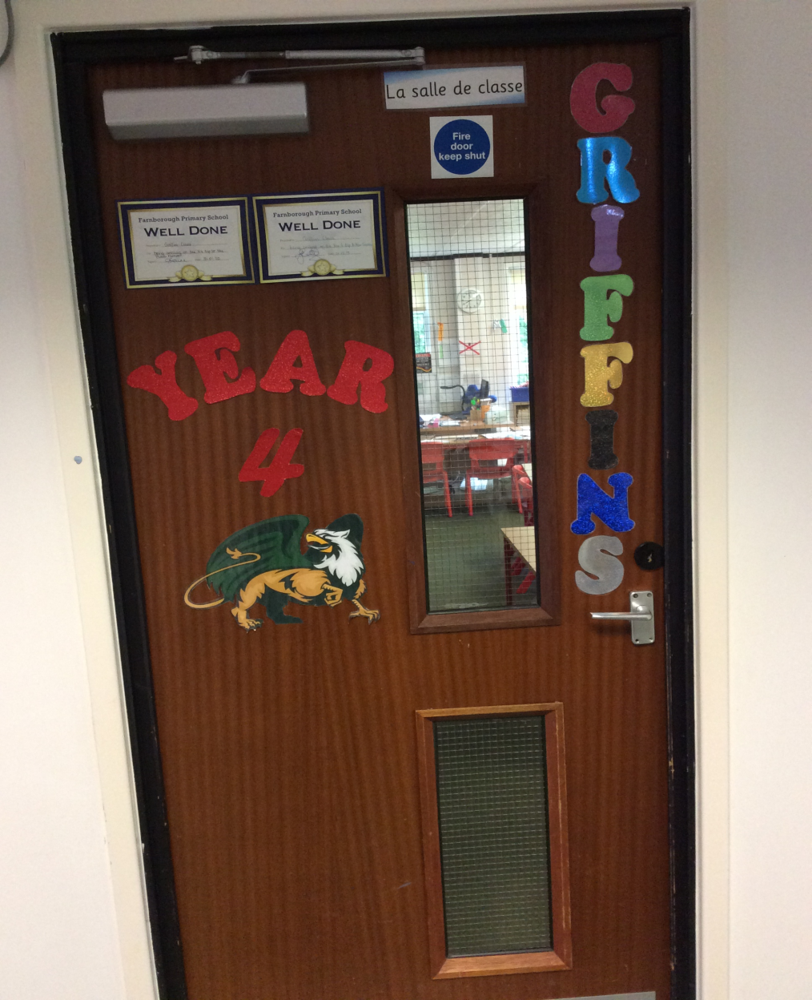 La salle de classe
Fire
door
keep shut
Farnborough Primary School
WELL DONE
Farnborough Primary School
WELL DONE
YEAR
4
GRIFFINS